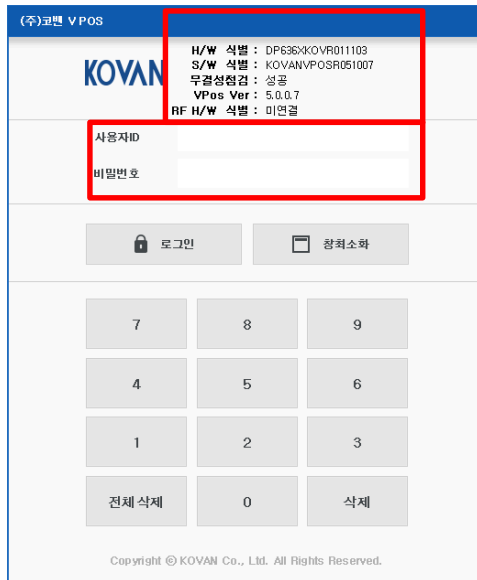 (주)코밴 V POS
KOVAN
H/W 식별 : DP636XKOVR011103
S/W 식별 : KOVANVPOSR051007
무결성점검 : 성공
VPos Ver : 5.0.0.7
RF H/W 식별 : 미연결
사용자ID
비밀번호
로그인 창최소화
7 8 9
4 5 6
1 2 3
전체 삭제 0 삭제
Copyright ⓒ KOVAN Co., Ltd. All Rights Reserved.